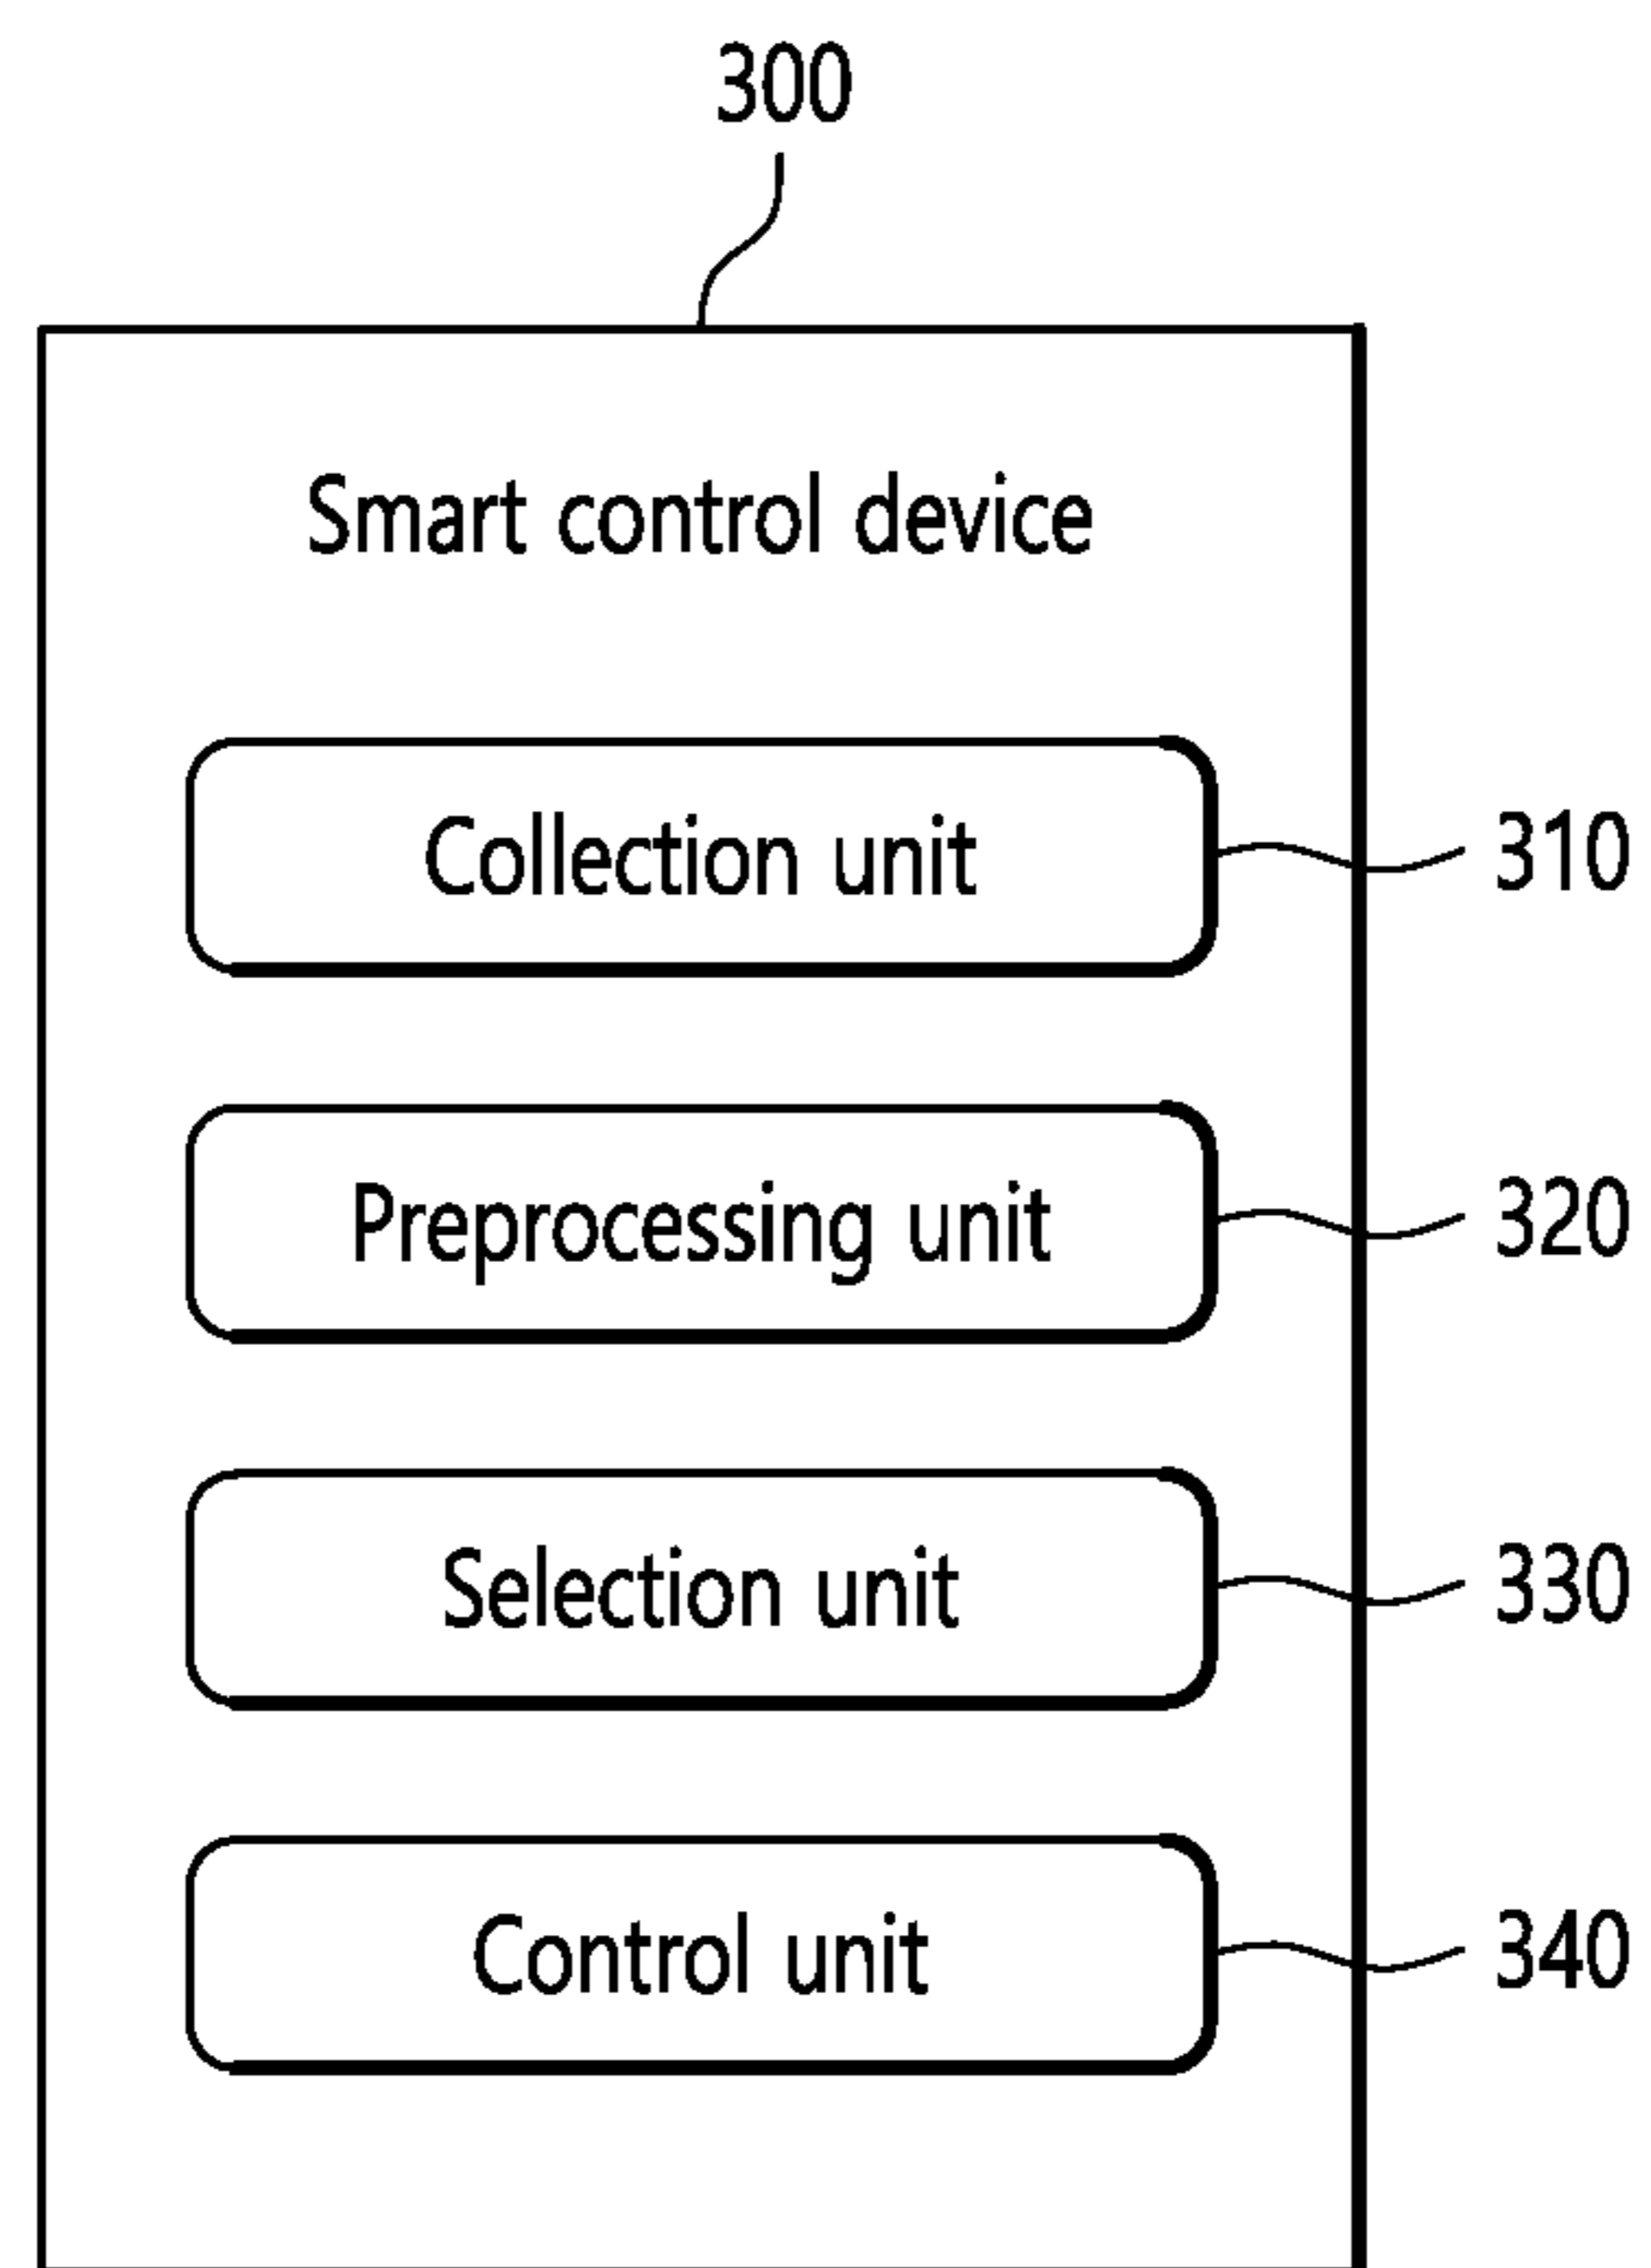 300
Smart control device
Collection unit 310
Preprocessing unit 320
Selection unit 330
Control unit 340